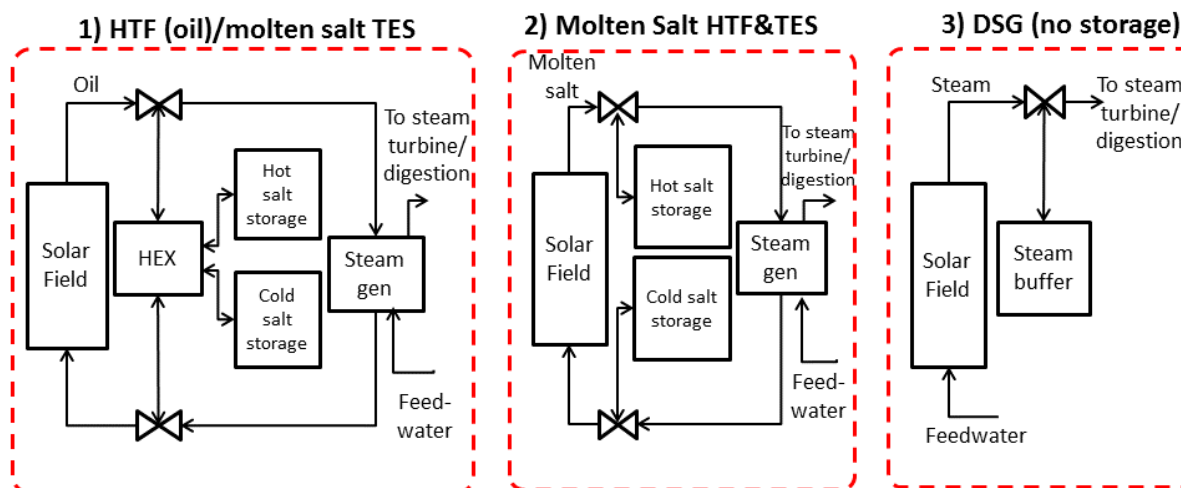 1) HTF (oil)/molten salt TES
Oil
To steam
turbine/
digestion
Hot
salt
storage
Solar
Field
HEX
Steam
gen
Cold
salt
storage
Feed-
water
2) Molten Salt HTF&TES
Molten
salt
To steam
turbine/
digestion
Hot salt
storage
Solar
Field
Steam
gen
Cold salt
storage
Feed-
water
3) DSG (no storage)
Steam
To steam
turbine/
digestion
Solar
Field
Steam
buffer
Feedwater